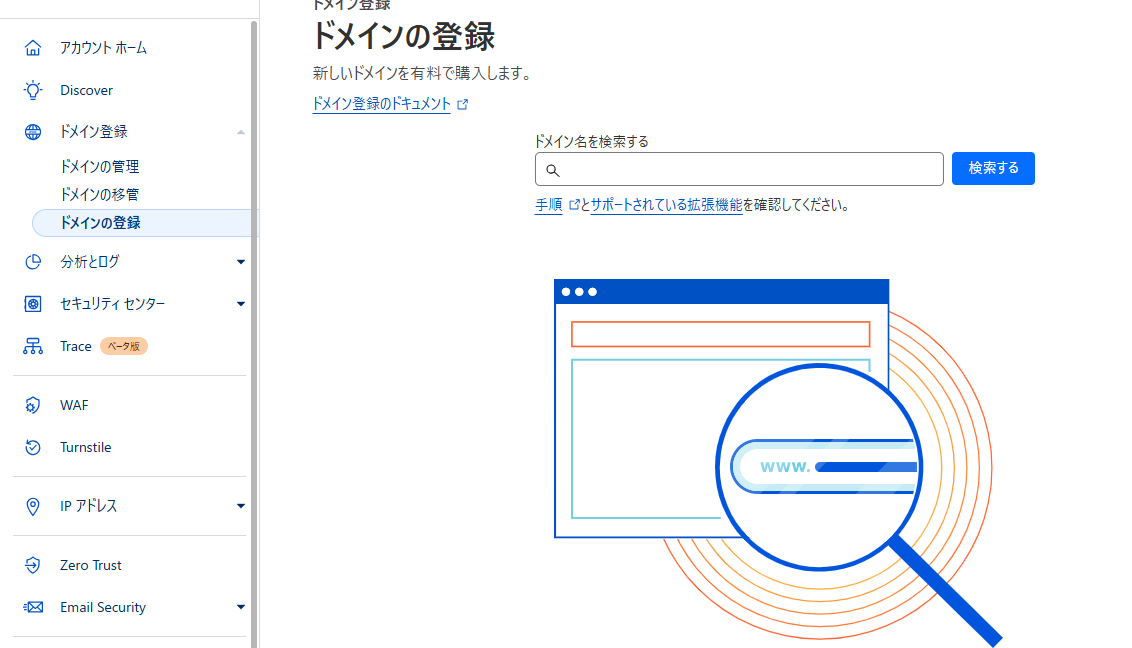 アカウント ホーム
Discover
ドメイン登録
ドメインの管理
ドメインの移管
ドメインの登録
分析とログ
セキュリティ センター
Trace ベータ版
WAF
Turnstile
IP アドレス
Zero Trust
Email Security
ドメイン登録
ドメインの登録
新しいドメインを有料で購入します。
ドメイン登録のドキュメント
ドメイン名を検索する
検索する
手順とサポートされている拡張機能を確認してください。
www.